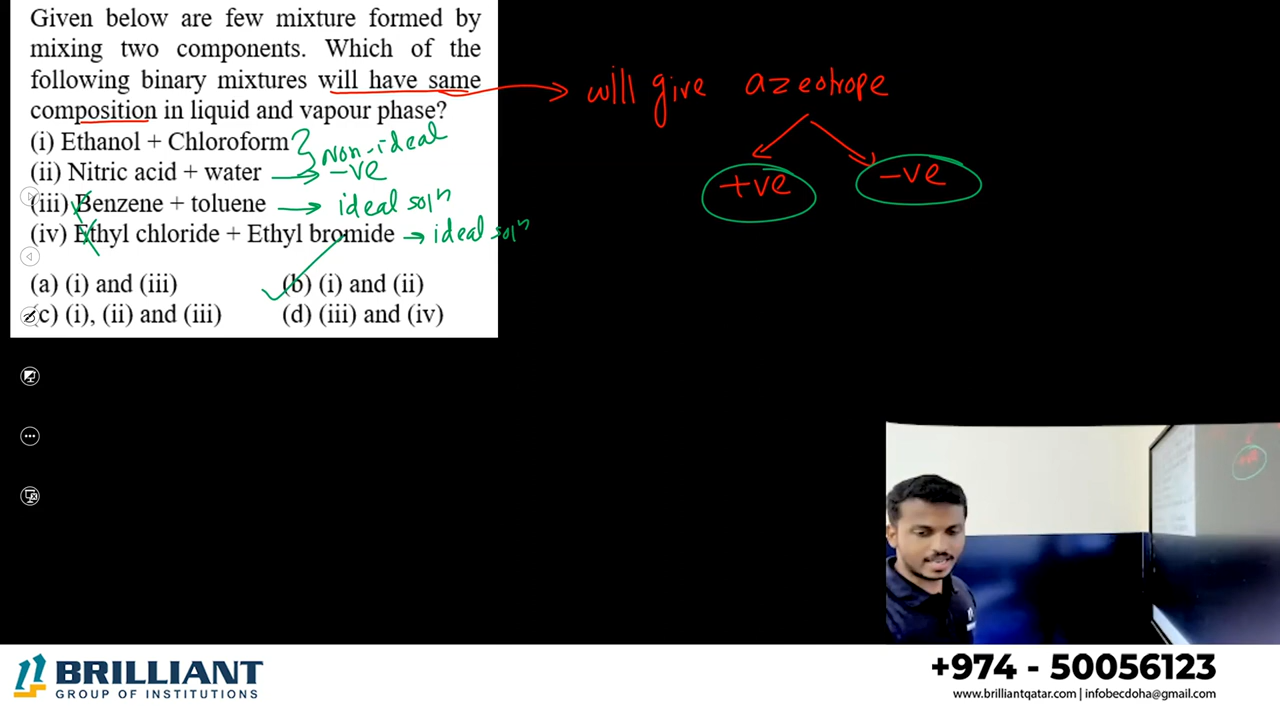 Given below are few mixture formed by
mixing two components. Which of the
following binary mixtures will have same
composition in liquid and vapour phase?
will give azeotrope
+ve
-ve
(i) Ethanol + Chloroform
(ii) Nitric acid + water
non-ideal
-ve
(iii) Benzene + toluene → ideal solⁿ
(iv) Ethyl chloride + Ethyl bromide → ideal solⁿ
(a) (i) and (iii) (b) (i) and (ii)
(c) (i), (ii) and (iii) (d) (iii) and (iv)
BRILLIANT
GROUP OF INSTITUTIONS
+974 - 50056123
www.brilliantqatar.com | infobecdoha@gmail.com